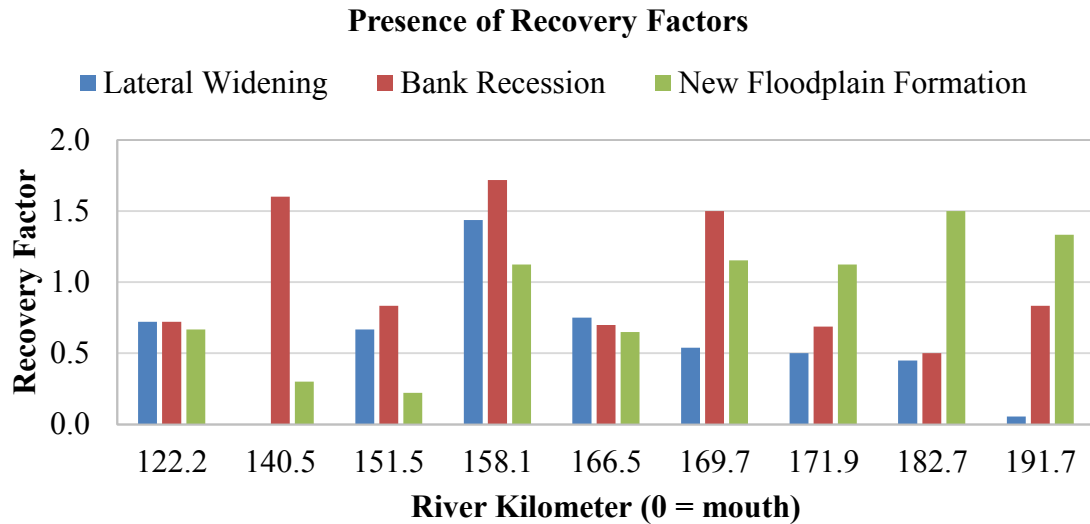 Presence of Recovery Factors
Lateral Widening Bank Recession New Floodplain Formation
2.0
1.5
1.0
0.5
0.0
Recovery Factor
122.2 140.5 151.5 158.1 166.5 169.7 171.9 182.7 191.7
River Kilometer (0 = mouth)